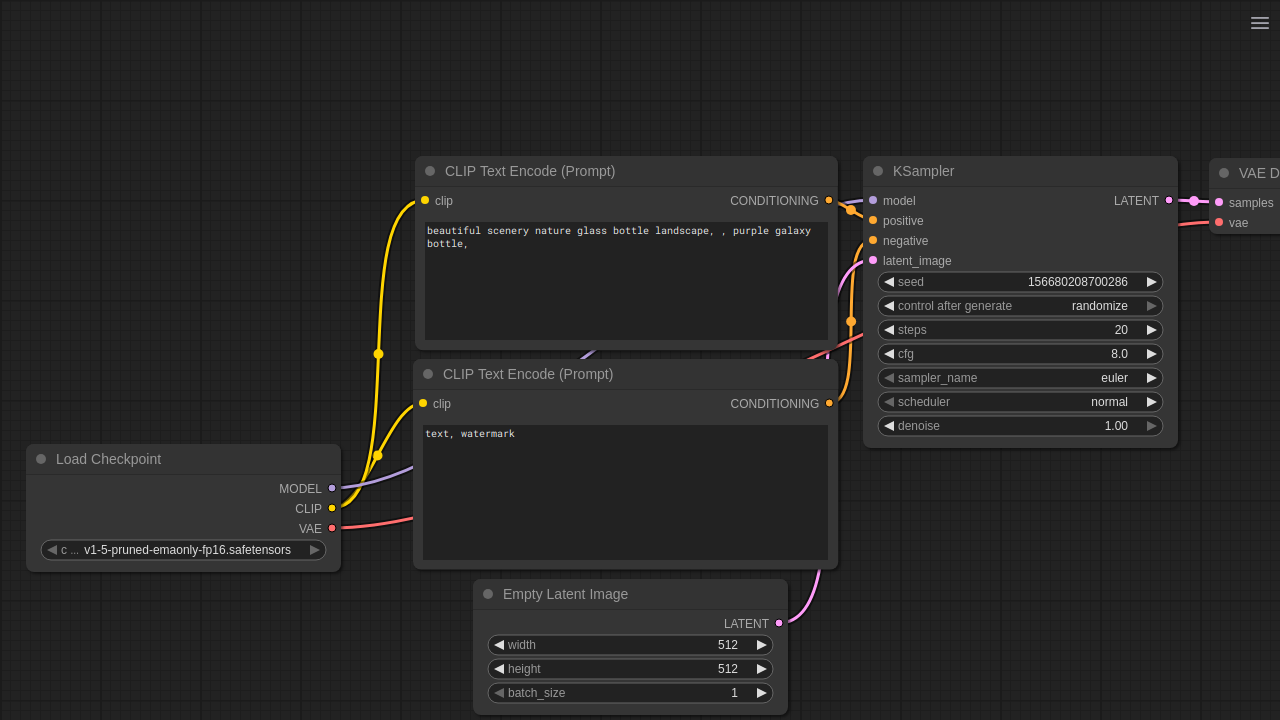 CLIP Text Encode (Prompt)
clip CONDITIONING
beautiful scenery nature glass bottle landscape, , purple galaxy
bottle,
CLIP Text Encode (Prompt)
clip CONDITIONING
text, watermark
KSampler
model LATENT
positive
negative
latent_image
seed 156680208700286
control after generate randomize
steps 20
cfg 8.0
sampler_name euler
scheduler normal
denoise 1.00
VAE D
samples
vae
Load Checkpoint
MODEL
CLIP
VAE
c ... v1-5-pruned-emaonly-fp16.safetensors
Empty Latent Image
LATENT
width 512
height 512
batch_size 1